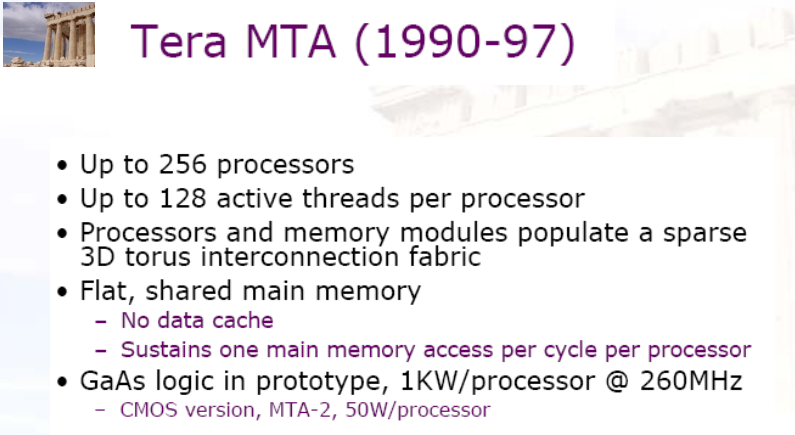 Tera MTA (1990-97)
• Up to 256 processors
• Up to 128 active threads per processor
• Processors and memory modules populate a sparse
3D torus interconnection fabric
• Flat, shared main memory
– No data cache
– Sustains one main memory access per cycle per processor
• GaAs logic in prototype, 1KW/processor @ 260MHz
– CMOS version, MTA-2, 50W/processor